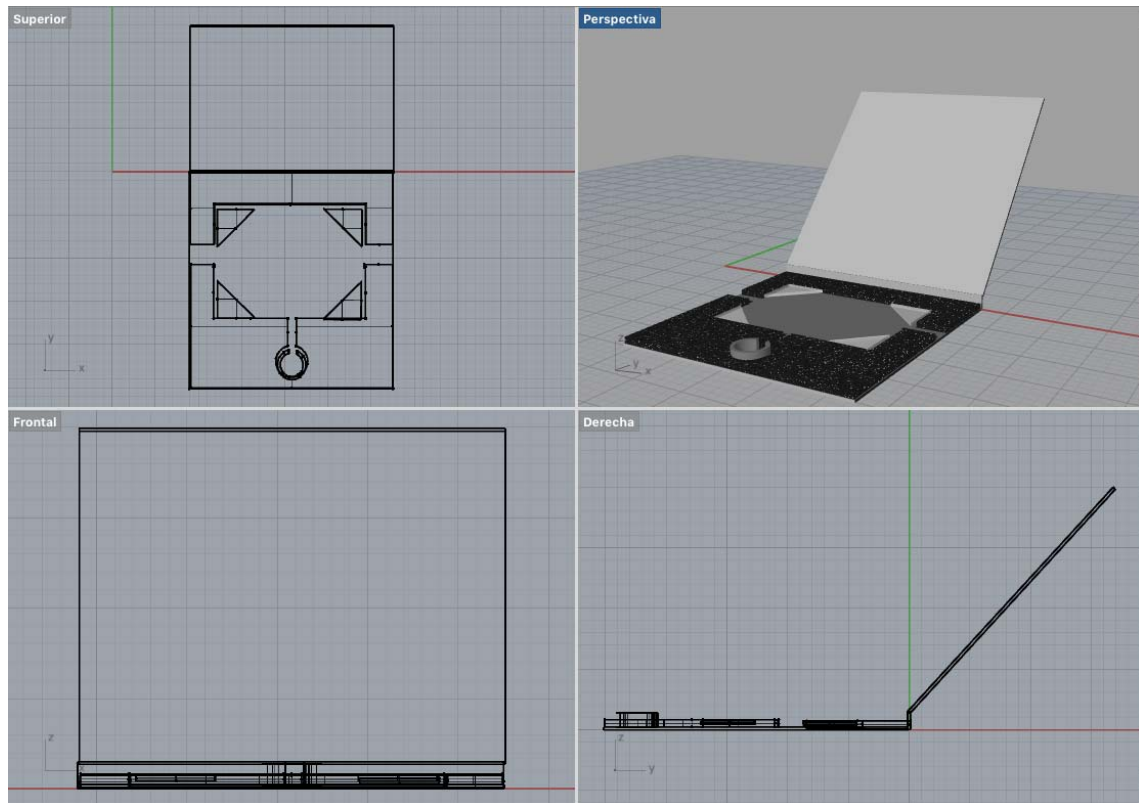 Superior
Perspectiva
y
x
z
y
x
Frontal
Derecha
z
x
z
y